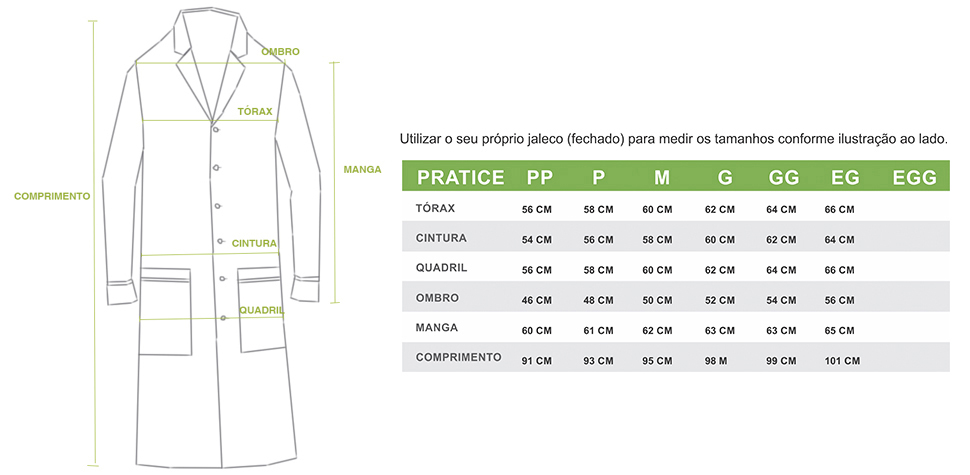 OMBRO
TÓRAX
MANGA
COMPRIMENTO
CINTURA
QUADRIL
Utilizar o seu próprio jaleco (fechado) para medir os tamanhos conforme ilustração ao lado.
PRATICE PP P M G GG EG EGG
TÓRAX 56 CM 58 CM 60 CM 62 CM 64 CM 66 CM
CINTURA 54 CM 56 CM 58 CM 60 CM 62 CM 64 CM
QUADRIL 56 CM 58 CM 60 CM 62 CM 64 CM 66 CM
OMBRO 46 CM 48 CM 50 CM 52 CM 54 CM 56 CM
MANGA 60 CM 61 CM 62 CM 63 CM 63 CM 65 CM
COMPRIMENTO 91 CM 93 CM 95 CM 98 M 99 CM 101 CM